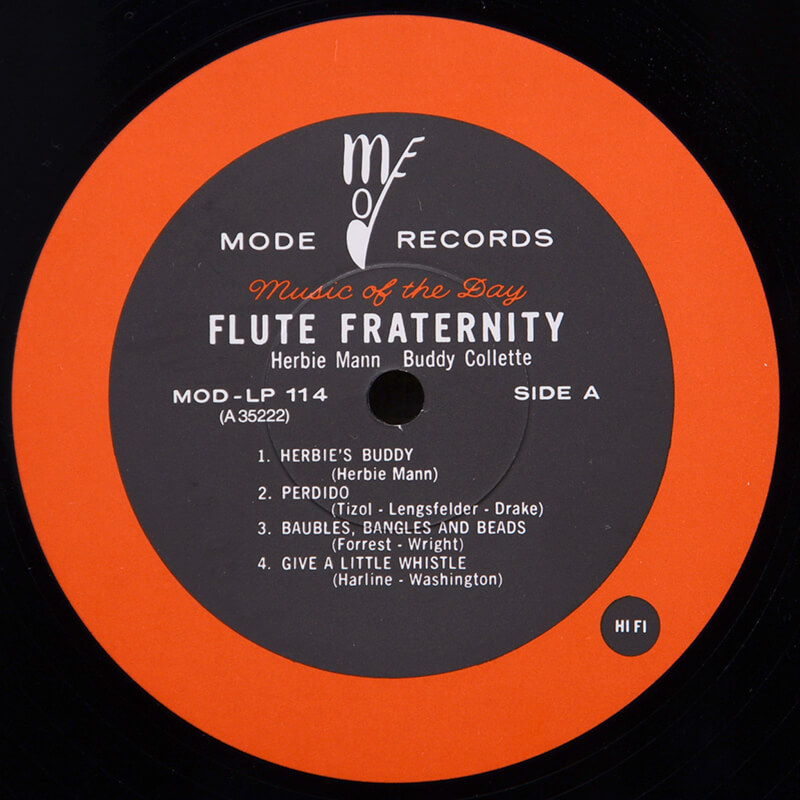 MODE
MODE RECORDS
Music of the Day
FLUTE FRATERNITY
Herbie Mann Buddy Collette
MOD-LP 114 SIDE A
(A 35222)
1. HERBIE'S BUDDY
(Herbie Mann)
2. PERDIDO
(Tizol - Lengsfelder - Drake)
3. BAUBLES, BANGLES AND BEADS
(Forrest - Wright)
4. GIVE A LITTLE WHISTLE
(Harline - Washington)
HI FI